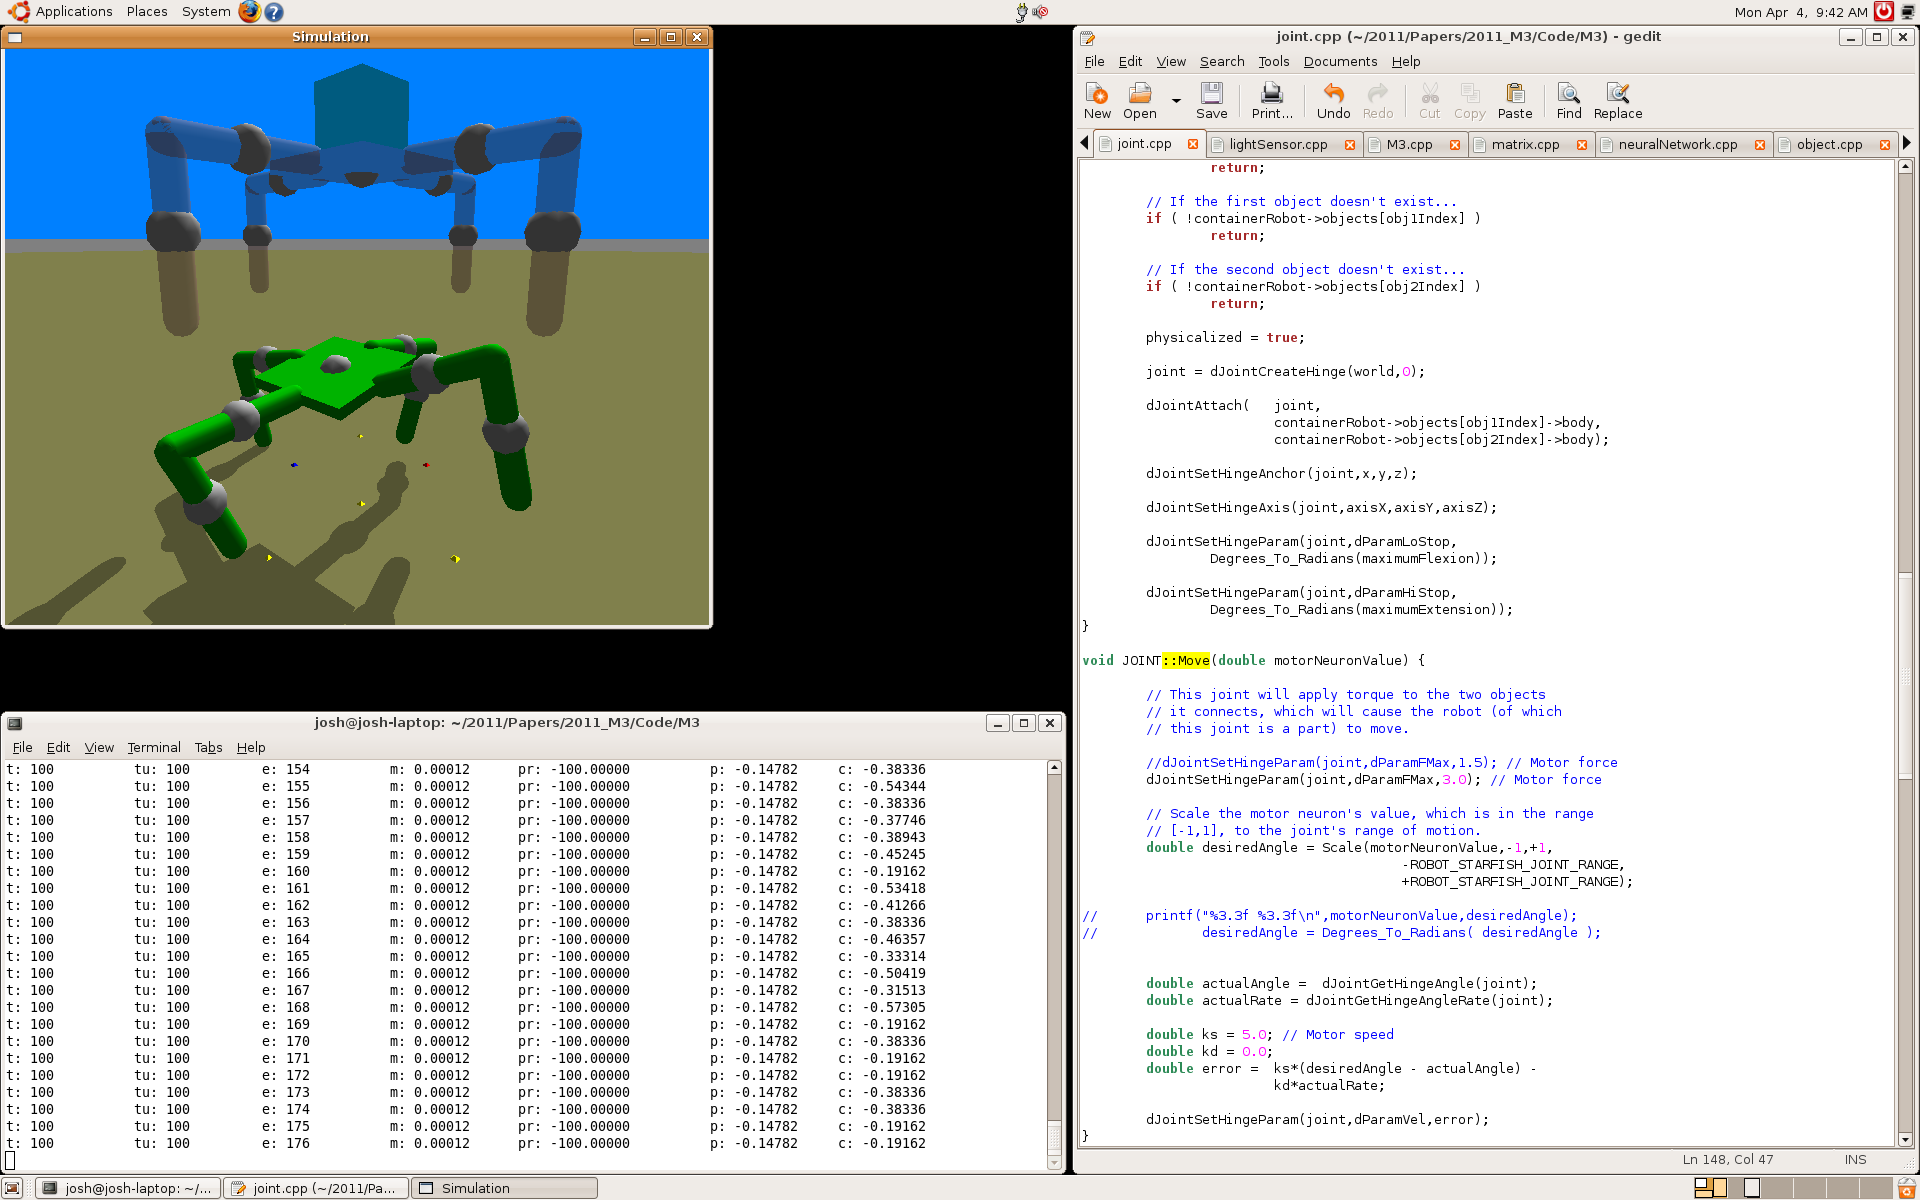 Applications Places System
Mon Apr 4, 9:42 AM
Simulation
joint.cpp (~/2011/Papers/2011_M3/Code/M3) - gedit
File Edit View Search Tools Documents Help
New Open Save Print... Undo Redo Cut Copy Paste Find Replace
joint.cpp lightSensor.cpp M3.cpp matrix.cpp neuralNetwork.cpp object.cpp
return;
// If the first object doesn't exist...
if ( !containerRobot->objects[obj1Index] )
return;
// If the second object doesn't exist...
if ( !containerRobot->objects[obj2Index] )
return;
physicalized = true;
joint = dJointCreateHinge(world,0);
dJointAttach( joint,
containerRobot->objects[obj1Index]->body,
containerRobot->objects[obj2Index]->body);
dJointSetHingeAnchor(joint,x,y,z);
dJointSetHingeAxis(joint,axisX,axisY,axisZ);
dJointSetHingeParam(joint,dParamLoStop,
Degrees_To_Radians(maximumFlexion));
dJointSetHingeParam(joint,dParamHiStop,
Degrees_To_Radians(maximumExtension));
}
void JOINT::Move(double motorNeuronValue) {
// This joint will apply torque to the two objects
// it connects, which will cause the robot (of which
// this joint is a part) to move.
//dJointSetHingeParam(joint,dParamFMax,1.5); // Motor force
dJointSetHingeParam(joint,dParamFMax,3.0); // Motor force
// Scale the motor neuron's value, which is in the range
// [-1,1], to the joint's range of motion.
double desiredAngle = Scale(motorNeuronValue,-1,+1,
-ROBOT_STARFISH_JOINT_RANGE,
+ROBOT_STARFISH_JOINT_RANGE);
// printf("%3.3f %3.3f\n",motorNeuronValue,desiredAngle);
// desiredAngle = Degrees_To_Radians( desiredAngle );
double actualAngle = dJointGetHingeAngle(joint);
double actualRate = dJointGetHingeAngleRate(joint);
double ks = 5.0; // Motor speed
double kd = 0.0;
double error = ks*(desiredAngle - actualAngle) -
kd*actualRate;
dJointSetHingeParam(joint,dParamVel,error);
}
Ln 148, Col 47 INS
josh@josh-laptop: ~/2011/Papers/2011_M3/Code/M3
File Edit View Terminal Tabs Help
t: 100 tu: 100 e: 154 m: 0.00012 pr: -100.00000 p: -0.14782 c: -0.38336
t: 100 tu: 100 e: 155 m: 0.00012 pr: -100.00000 p: -0.14782 c: -0.54344
t: 100 tu: 100 e: 156 m: 0.00012 pr: -100.00000 p: -0.14782 c: -0.38336
t: 100 tu: 100 e: 157 m: 0.00012 pr: -100.00000 p: -0.14782 c: -0.37746
t: 100 tu: 100 e: 158 m: 0.00012 pr: -100.00000 p: -0.14782 c: -0.38943
t: 100 tu: 100 e: 159 m: 0.00012 pr: -100.00000 p: -0.14782 c: -0.45245
t: 100 tu: 100 e: 160 m: 0.00012 pr: -100.00000 p: -0.14782 c: -0.19162
t: 100 tu: 100 e: 161 m: 0.00012 pr: -100.00000 p: -0.14782 c: -0.53418
t: 100 tu: 100 e: 162 m: 0.00012 pr: -100.00000 p: -0.14782 c: -0.41266
t: 100 tu: 100 e: 163 m: 0.00012 pr: -100.00000 p: -0.14782 c: -0.38336
t: 100 tu: 100 e: 164 m: 0.00012 pr: -100.00000 p: -0.14782 c: -0.46357
t: 100 tu: 100 e: 165 m: 0.00012 pr: -100.00000 p: -0.14782 c: -0.33314
t: 100 tu: 100 e: 166 m: 0.00012 pr: -100.00000 p: -0.14782 c: -0.50419
t: 100 tu: 100 e: 167 m: 0.00012 pr: -100.00000 p: -0.14782 c: -0.31513
t: 100 tu: 100 e: 168 m: 0.00012 pr: -100.00000 p: -0.14782 c: -0.57305
t: 100 tu: 100 e: 169 m: 0.00012 pr: -100.00000 p: -0.14782 c: -0.19162
t: 100 tu: 100 e: 170 m: 0.00012 pr: -100.00000 p: -0.14782 c: -0.38336
t: 100 tu: 100 e: 171 m: 0.00012 pr: -100.00000 p: -0.14782 c: -0.19162
t: 100 tu: 100 e: 172 m: 0.00012 pr: -100.00000 p: -0.14782 c: -0.19162
t: 100 tu: 100 e: 173 m: 0.00012 pr: -100.00000 p: -0.14782 c: -0.38336
t: 100 tu: 100 e: 174 m: 0.00012 pr: -100.00000 p: -0.14782 c: -0.38336
t: 100 tu: 100 e: 175 m: 0.00012 pr: -100.00000 p: -0.14782 c: -0.19162
t: 100 tu: 100 e: 176 m: 0.00012 pr: -100.00000 p: -0.14782 c: -0.19162
josh@josh-laptop: ~/... joint.cpp (~/2011/Pa... Simulation